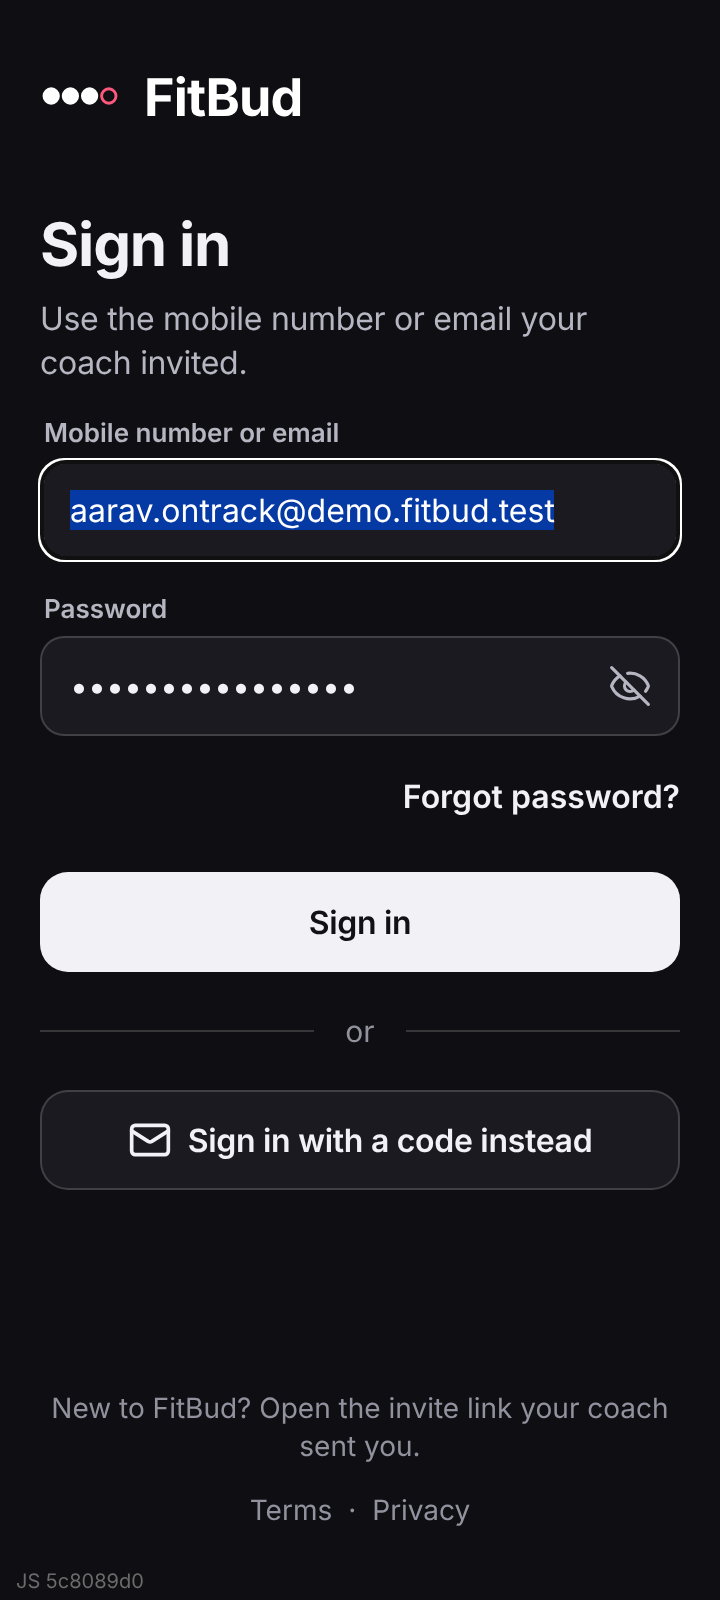 FitBud
Sign in
Use the mobile number or email your
coach invited.
Mobile number or email
aarav.ontrack@demo.fitbud.test
Password
••••••••••••••••
Forgot password?
Sign in
or
Sign in with a code instead
New to FitBud? Open the invite link your coach
sent you.
Terms · Privacy
JS 5c8089d0